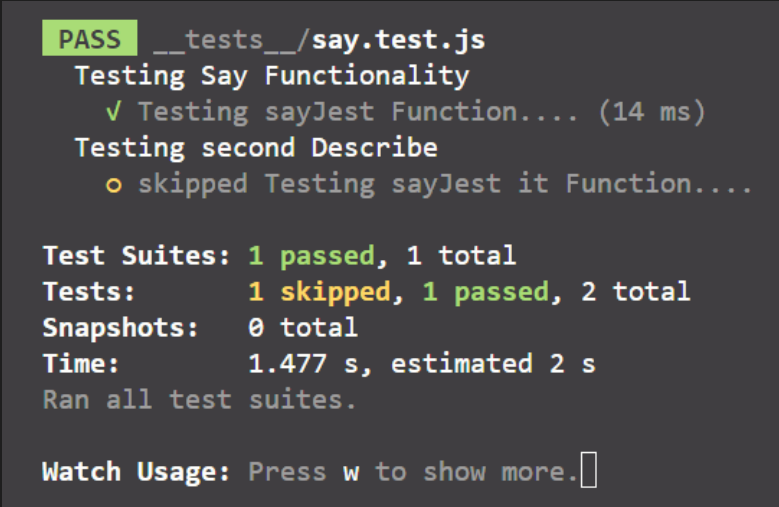 PASS __tests__/say.test.js
Testing Say Functionality
√ Testing sayJest Function.... (14 ms)
Testing second Describe
○ skipped Testing sayJest it Function....
Test Suites: 1 passed, 1 total
Tests: 1 skipped, 1 passed, 2 total
Snapshots: 0 total
Time: 1.477 s, estimated 2 s
Ran all test suites.
Watch Usage: Press w to show more.